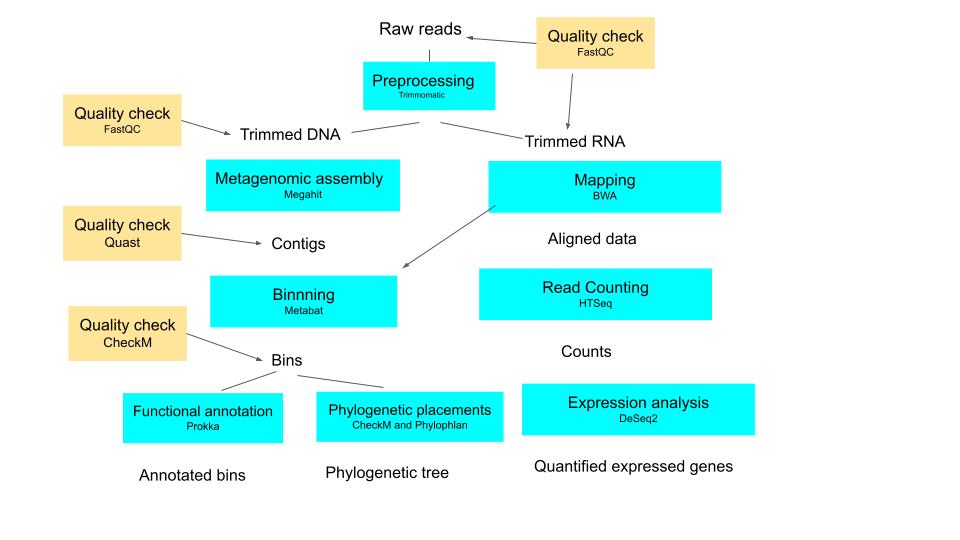 Raw reads
Quality check
FastQC
Preprocessing
Trimmomatic
Quality check
FastQC
Trimmed DNA
Trimmed RNA
Metagenomic assembly
Megahit
Mapping
BWA
Quality check
Quast
Contigs
Aligned data
Binnning
Metabat
Read Counting
HTSeq
Quality check
CheckM
Bins
Counts
Functional annotation
Prokka
Phylogenetic placements
CheckM and Phylophlan
Expression analysis
DeSeq2
Annotated bins
Phylogenetic tree
Quantified expressed genes